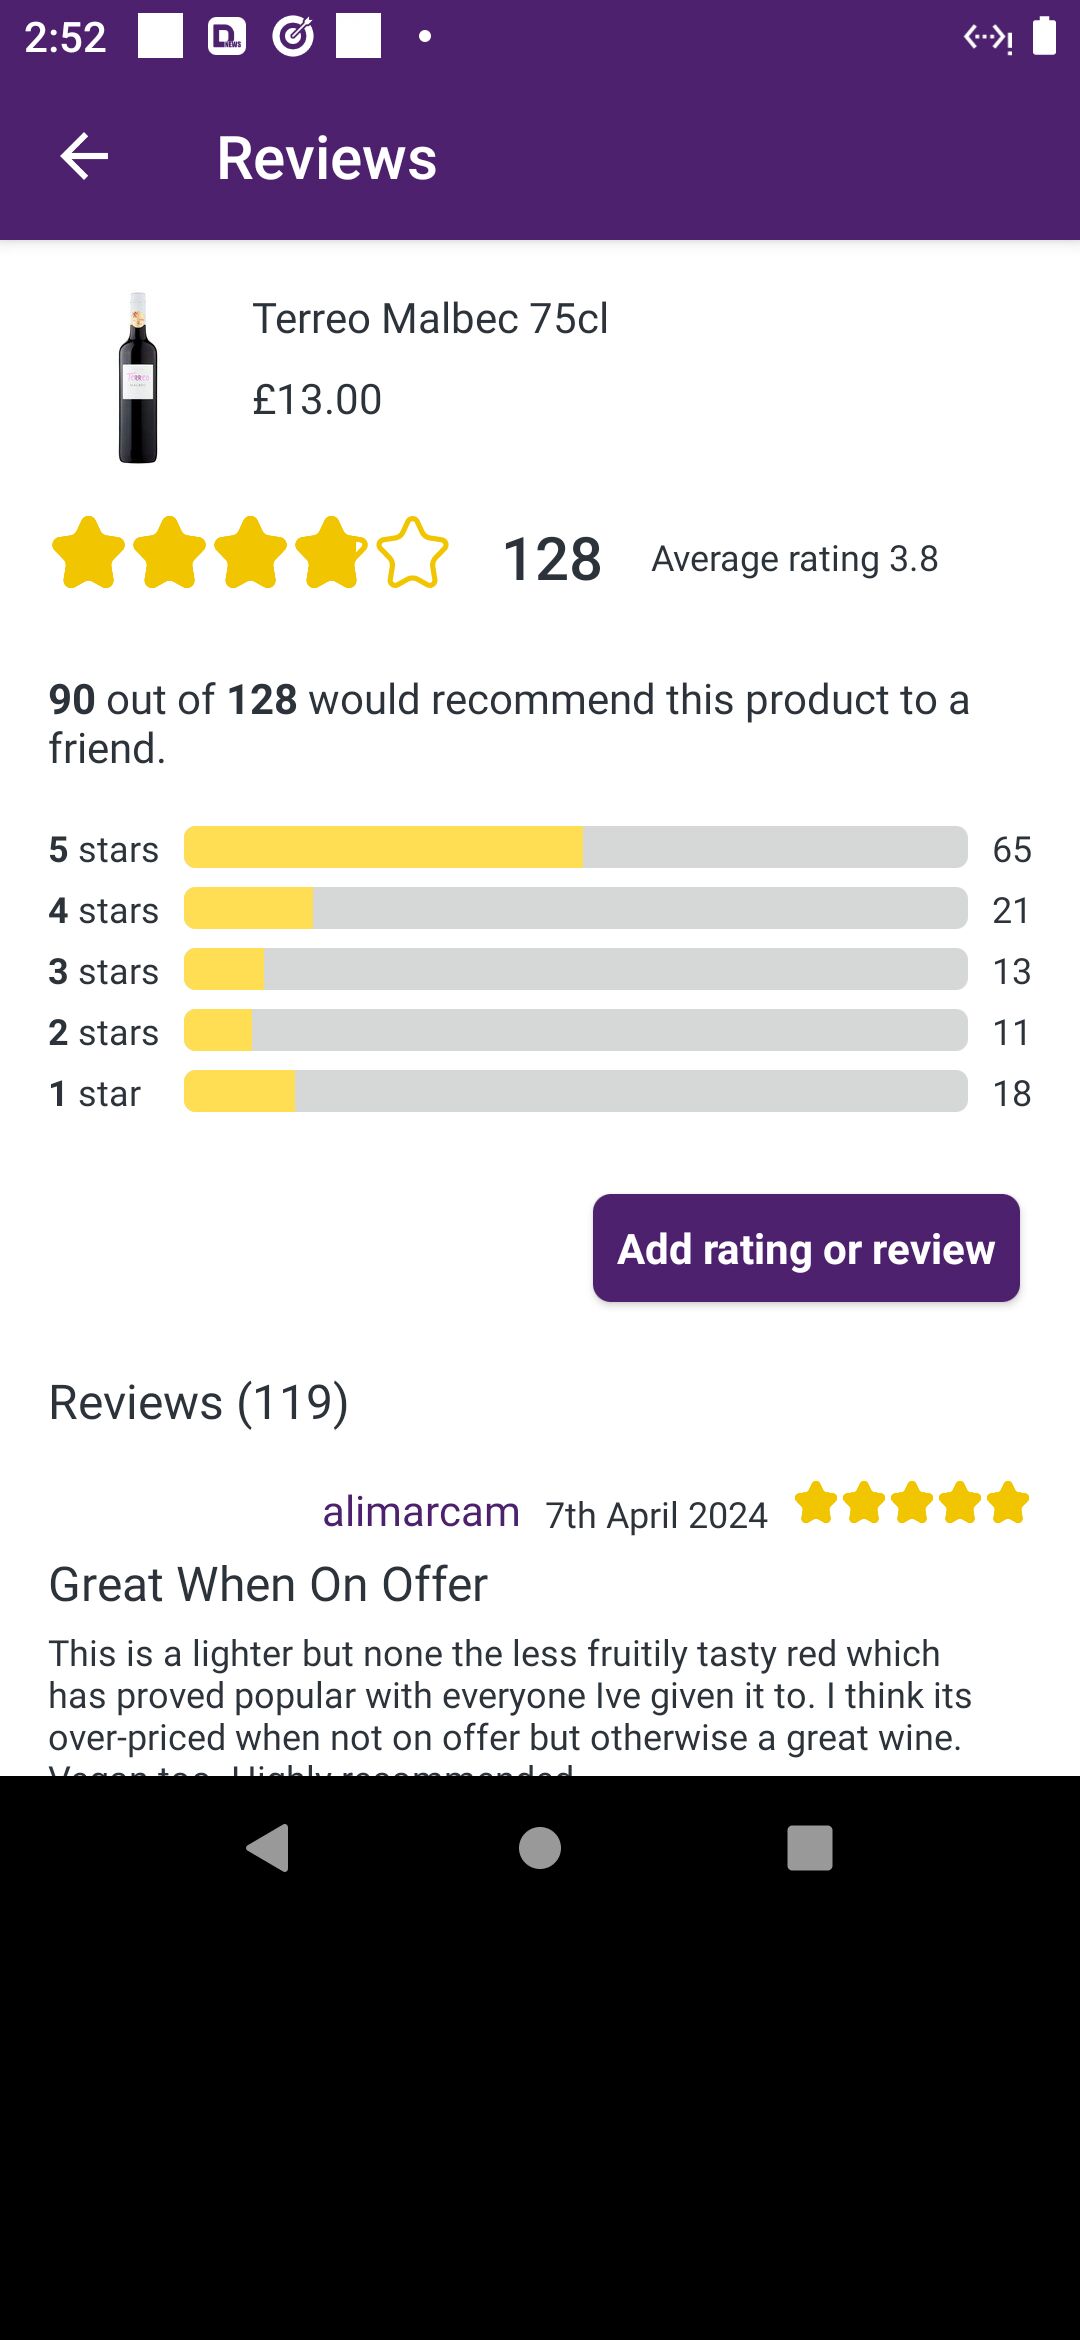 2:52
Reviews
Terreo Malbec 75cl
£13.00
128 Average rating 3.8
90 out of 128 would recommend this product to a
friend.
5 stars 65
4 stars 21
3 stars 13
2 stars 11
1 star 18
Add rating or review
Reviews (119)
alimarcam 7th April 2024
Great When On Offer
This is a lighter but none the less fruitily tasty red which
has proved popular with everyone Ive given it to. I think its
over-priced when not on offer but otherwise a great wine.
Vegan too. Highly recommended